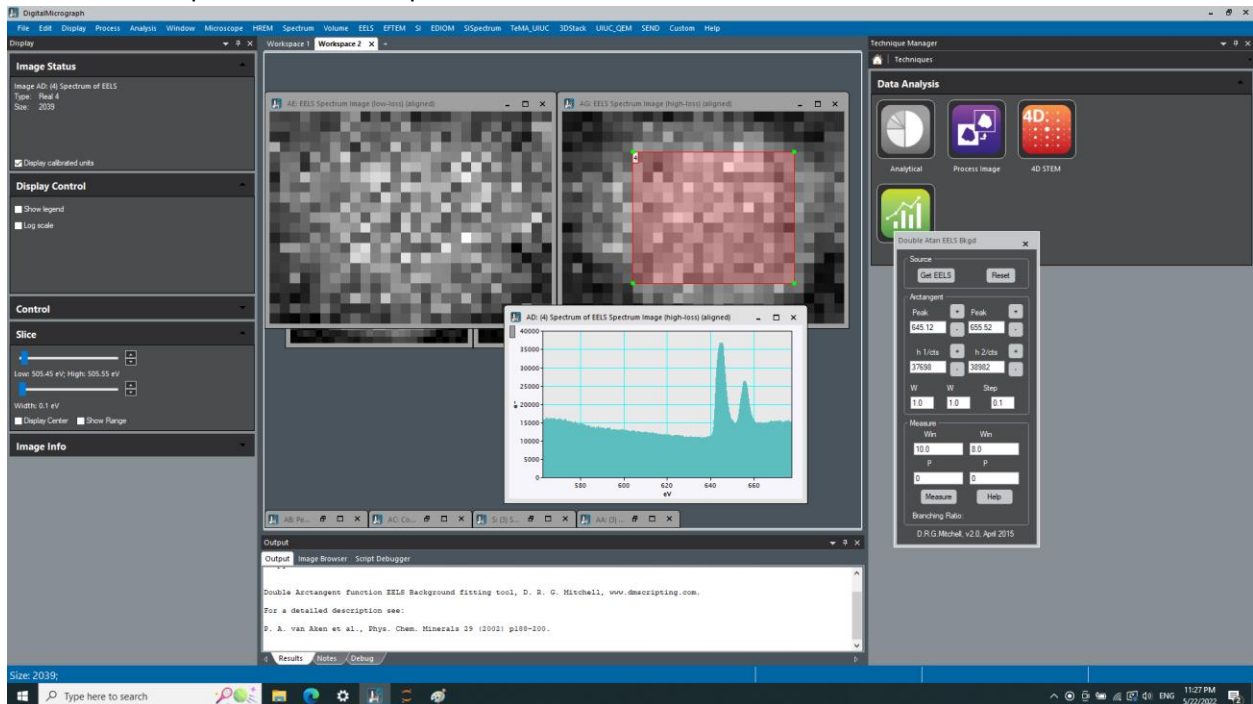 DigitalMicrograph
File Edit Display Process Analysis Window Microscope HREM Spectrum Volume EELS EFTEM SI EDIOM SISpectrum TeMA_UIUC 3DStack UIUC_QEM SEND Custom Help
Display
Image Status
Image AD: (4) Spectrum of EELS
Type: Real 4
Size: 2039
Display calibrated units
Display Control
Show legend
Log scale
Control
Slice
Low: 505.45 eV; High: 505.55 eV
Width: 0.1 eV
Display Center Show Range
Image Info
Workspace 1 Workspace 2
AE: EELS Spectrum Image (low-loss) (aligned)
AG: EELS Spectrum Image (high-loss) (aligned)
4
AD: (4) Spectrum of EELS Spectrum Image (high-loss) (aligned)
40000
35000
30000
25000
20000
15000
10000
5000
0
580 600 620 640 660
eV
e-
AB: Pe... AC: Co... S: (3) S... AA: (3) ...
Output
Output Image Browser Script Debugger
Double Arctangent function EELS Background fitting tool, D. R. G. Mitchell, www.dmscripting.com.
For a detailed description see:
P. A. van Aken et al., Phys. Chem. Minerals 29 (2002) p188-200.
Results Notes Debug
Technique Manager
Techniques
Data Analysis
4D
Analytical Process Image 4D STEM
Double Atan EELS Bkgd
Source
Get EELS Reset
Arctangent
Peak + Peak +
645.12 - 655.52 -
h 1/cts + h 2/cts +
37698 - 38982 -
W W Step
1.0 1.0 0.1
Measure
Win Win
10.0 8.0
P P
0 0
Measure Help
Branching Ratio:
D.R.G.Mitchell, v2.0, April 2015
Size: 2039;
Type here to search
ENG
11:27 PM
5/22/2022